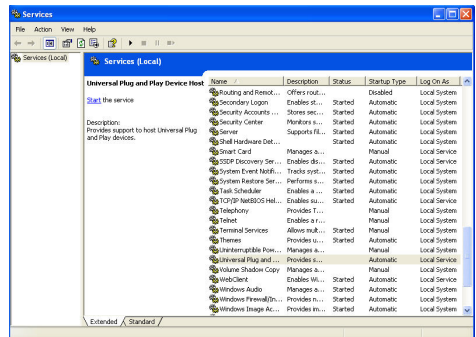 Services
File Action View Help
Services (Local)
Services (Local)
Universal Plug and Play Device Host
Start the service
Description:
Provides support to host Universal Plug
and Play devices.
Name Description Status Startup Type Log On As
Routing and Remot... Offers rout... Disabled Local System
Secondary Logon Enables st... Started Automatic Local System
Security Accounts ... Stores sec... Started Automatic Local System
Security Center Monitors s... Started Automatic Local System
Server Supports fil... Started Automatic Local System
Shell Hardware Det... Started Automatic Local System
Smart Card Manages a... Manual Local Service
SSDP Discovery Ser... Enables dis... Started Automatic Local Service
System Event Notifi... Tracks syst... Started Automatic Local System
System Restore Ser... Performs s... Started Automatic Local System
Task Scheduler Enables a ... Started Automatic Local System
TCP/IP NetBIOS Hel... Enables su... Started Automatic Local Service
Telephony Provides T... Manual Local System
Telnet Enables a r... Manual Local System
Terminal Services Allows mult... Started Manual Local System
Themes Provides u... Started Automatic Local System
Uninterruptible Pow... Manages a... Manual Local Service
Universal Plug and ... Provides s... Automatic Local Service
Volume Shadow Copy Manages a... Manual Local System
WebClient Enables Wi... Started Automatic Local Service
Windows Audio Manages a... Started Automatic Local System
Windows Firewall/In... Provides n... Started Automatic Local System
Windows Image Ac... Provides im... Started Automatic Local System
Extended Standard